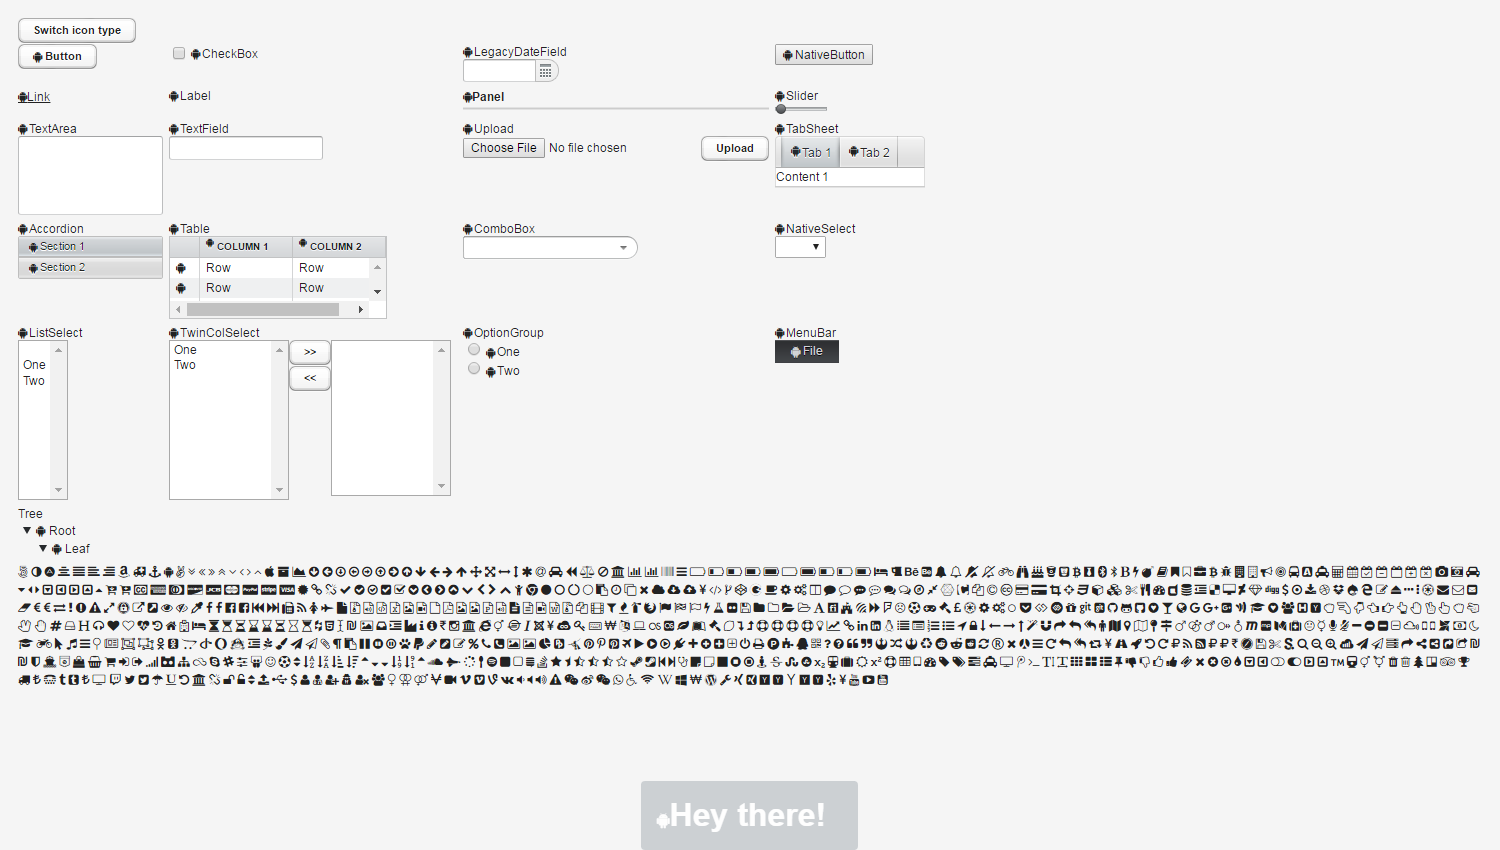 Switch icon type
Button
CheckBox
LegacyDateField
NativeButton
Link
Label
Panel
Slider
TextArea
TextField
Upload
Choose File No file chosen
Upload
TabSheet
Tab 1 Tab 2
Content 1
Accordion
Section 1
Section 2
Table
COLUMN 1 COLUMN 2
Row Row
Row Row
ComboBox
NativeSelect
ListSelect
One
Two
TwinColSelect
One
Two
>>
<<
OptionGroup
One
Two
MenuBar
File
Tree
Root
Leaf
Hey there!